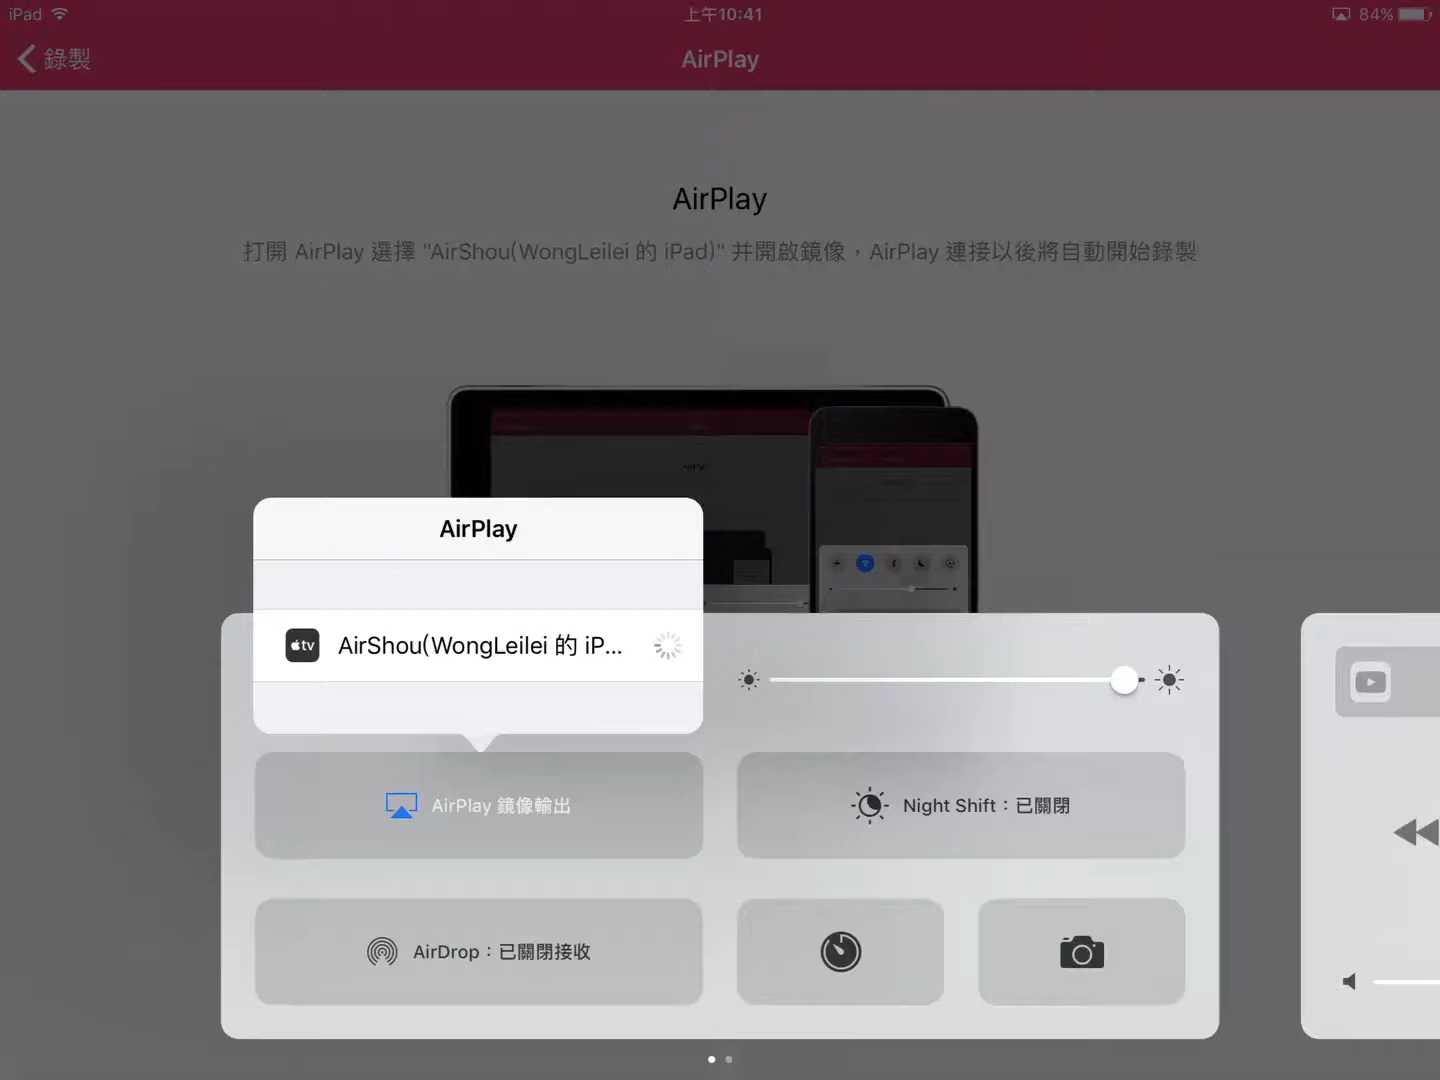 iPad
上午10:41
84%
錄製
AirPlay
AirPlay
打開 AirPlay 選擇 "AirShou(WongLeilei 的 iPad)" 并開啟鏡像，AirPlay 連接以後將自動開始錄製
AirPlay
tv
AirShou(WongLeilei 的 iP...
AirPlay 鏡像輸出
Night Shift：已關閉
AirDrop：已關閉接收